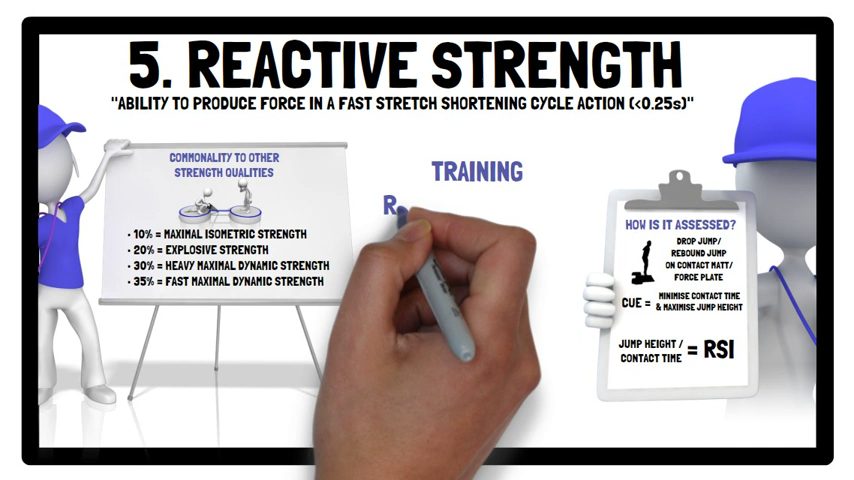 5. REACTIVE STRENGTH
"ABILITY TO PRODUCE FORCE IN A FAST STRETCH SHORTENING CYCLE ACTION (<0.25s)"
COMMONALITY TO OTHER
STRENGTH QUALITIES
• 10% = MAXIMAL ISOMETRIC STRENGTH
• 20% = EXPLOSIVE STRENGTH
• 30% = HEAVY MAXIMAL DYNAMIC STRENGTH
• 35% = FAST MAXIMAL DYNAMIC STRENGTH
TRAINING
R
HOW IS IT ASSESSED?
DROP JUMP/
REBOUND JUMP
ON CONTACT MATT/
FORCE PLATE
CUE = MINIMISE CONTACT TIME
& MAXIMISE JUMP HEIGHT
JUMP HEIGHT /
CONTACT TIME = RSI